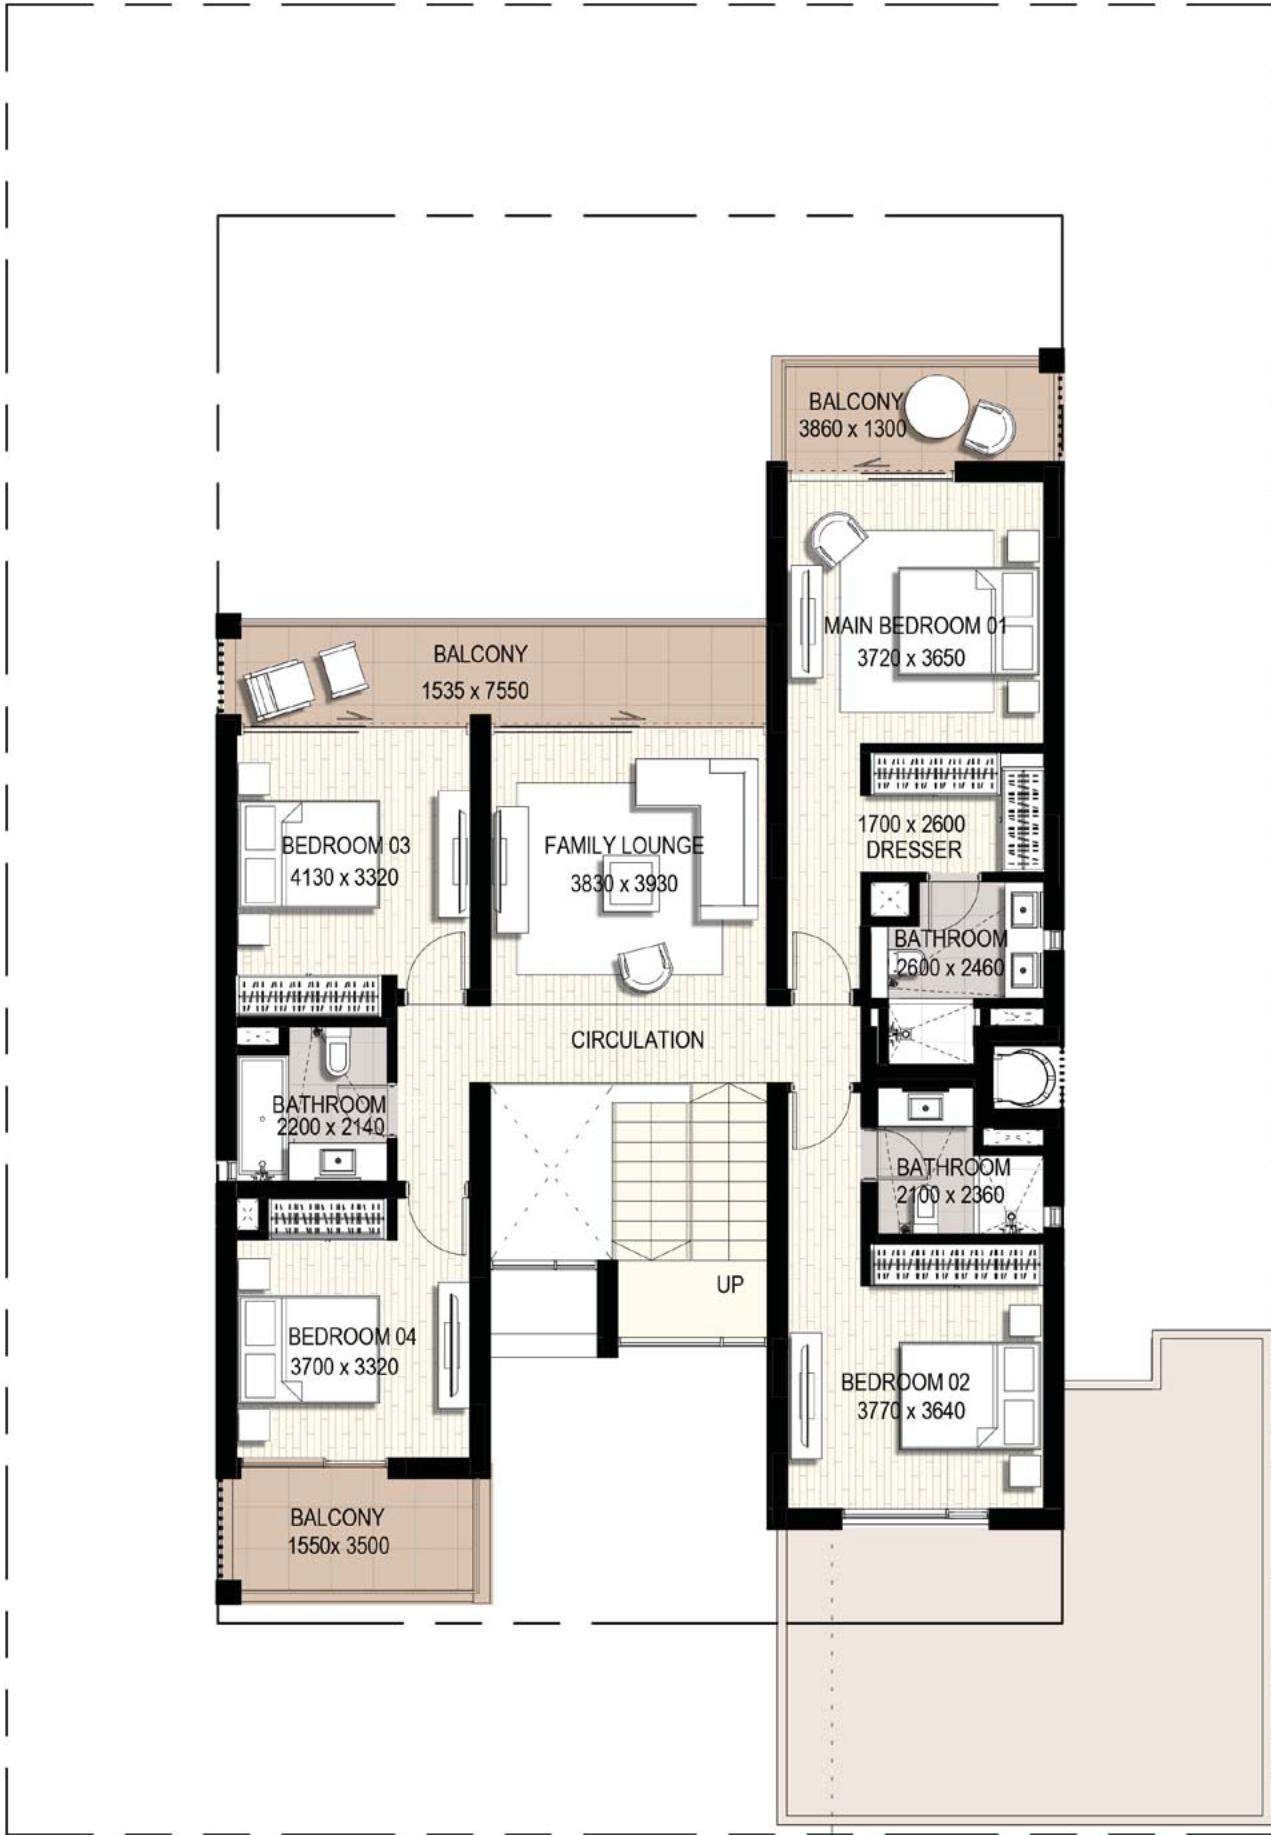 BALCONY
3860 x 1300
MAIN BEDROOM 01
3720 x 3650
BALCONY
1535 x 7550
BEDROOM 03
4130 x 3320
FAMILY LOUNGE
3830 x 3930
1700 x 2600
DRESSER
BATHROOM
2600 x 2460
CIRCULATION
BATHROOM
2200 x 2140
BATHROOM
2100 x 2360
UP
BEDROOM 04
3700 x 3320
BEDROOM 02
3770 x 3640
BALCONY
1550x 3500